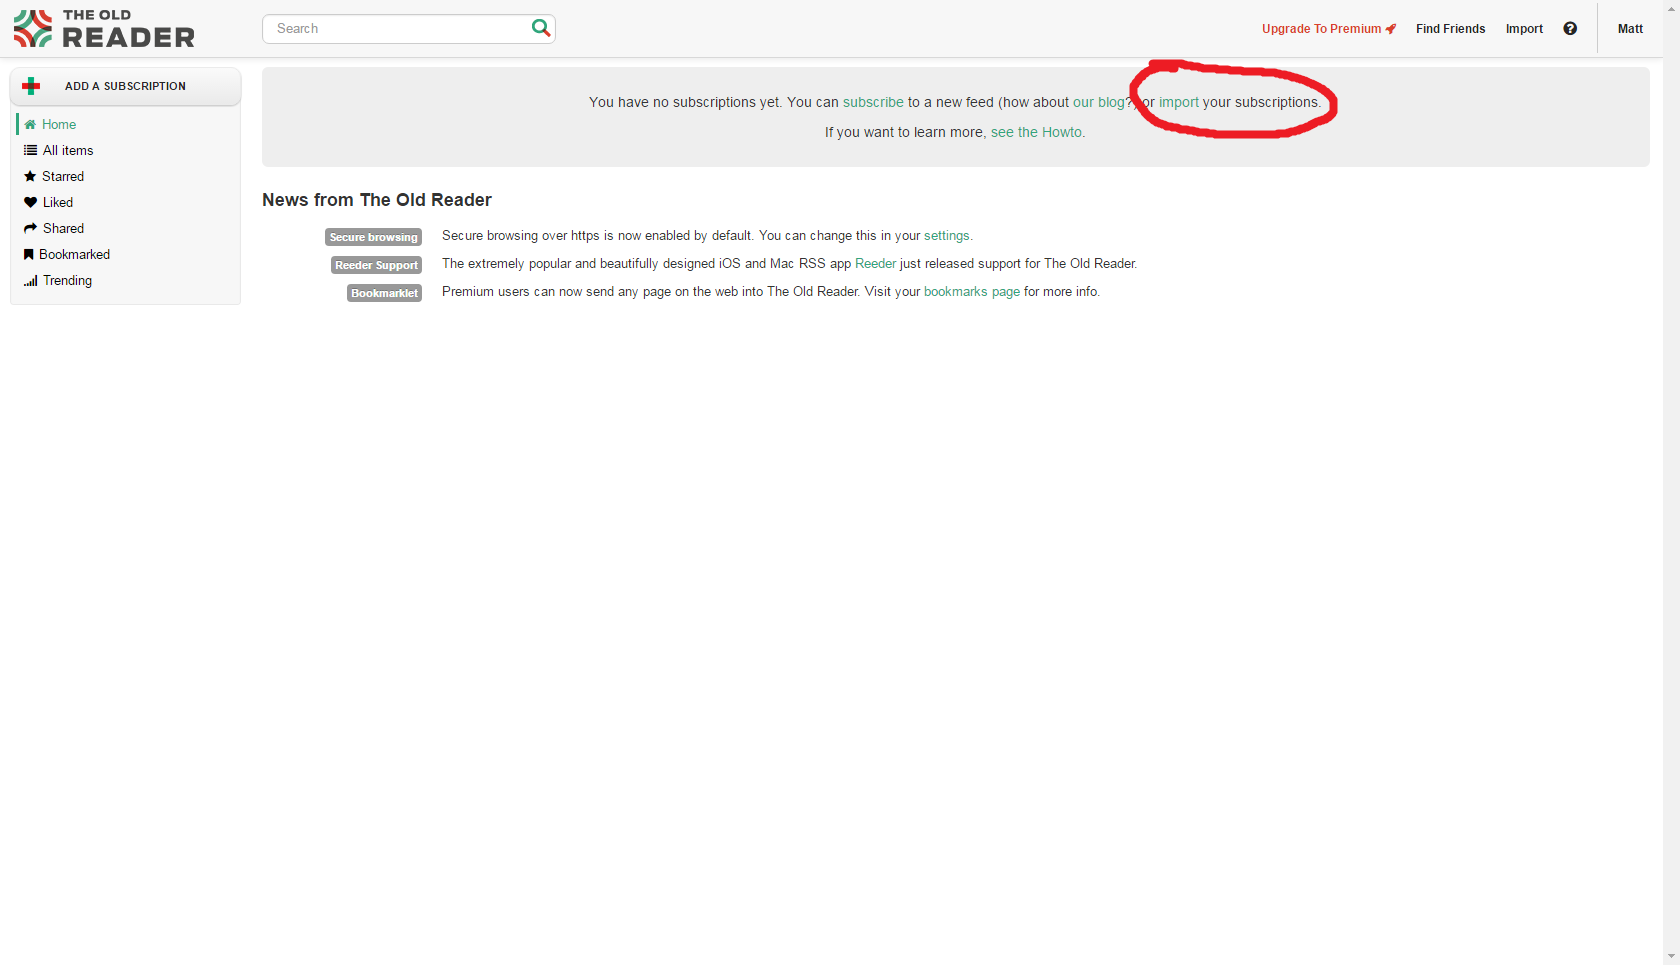 THE OLD
READER
Search
Upgrade To Premium
Find Friends
Import
Matt
ADD A SUBSCRIPTION
Home
All items
Starred
Liked
Shared
Bookmarked
Trending
You have no subscriptions yet. You can subscribe to a new feed (how about our blog?) or import your subscriptions.
If you want to learn more, see the Howto.
News from The Old Reader
Secure browsing Secure browsing over https is now enabled by default. You can change this in your settings.
Reeder Support The extremely popular and beautifully designed iOS and Mac RSS app Reeder just released support for The Old Reader.
Bookmarklet Premium users can now send any page on the web into The Old Reader. Visit your bookmarks page for more info.